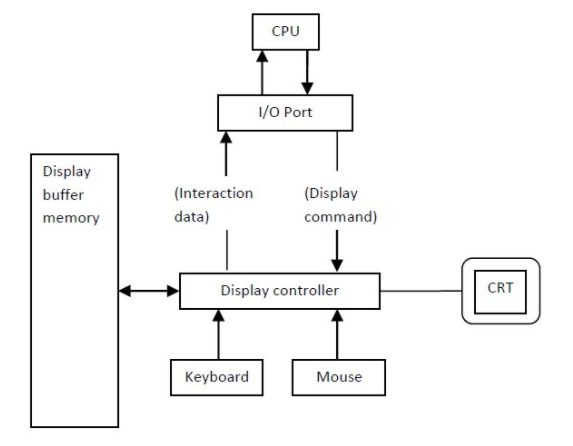 CPU
I/O Port
Display
buffer
memory
(Interaction
data)
(Display
command)
Display controller
CRT
Keyboard
Mouse